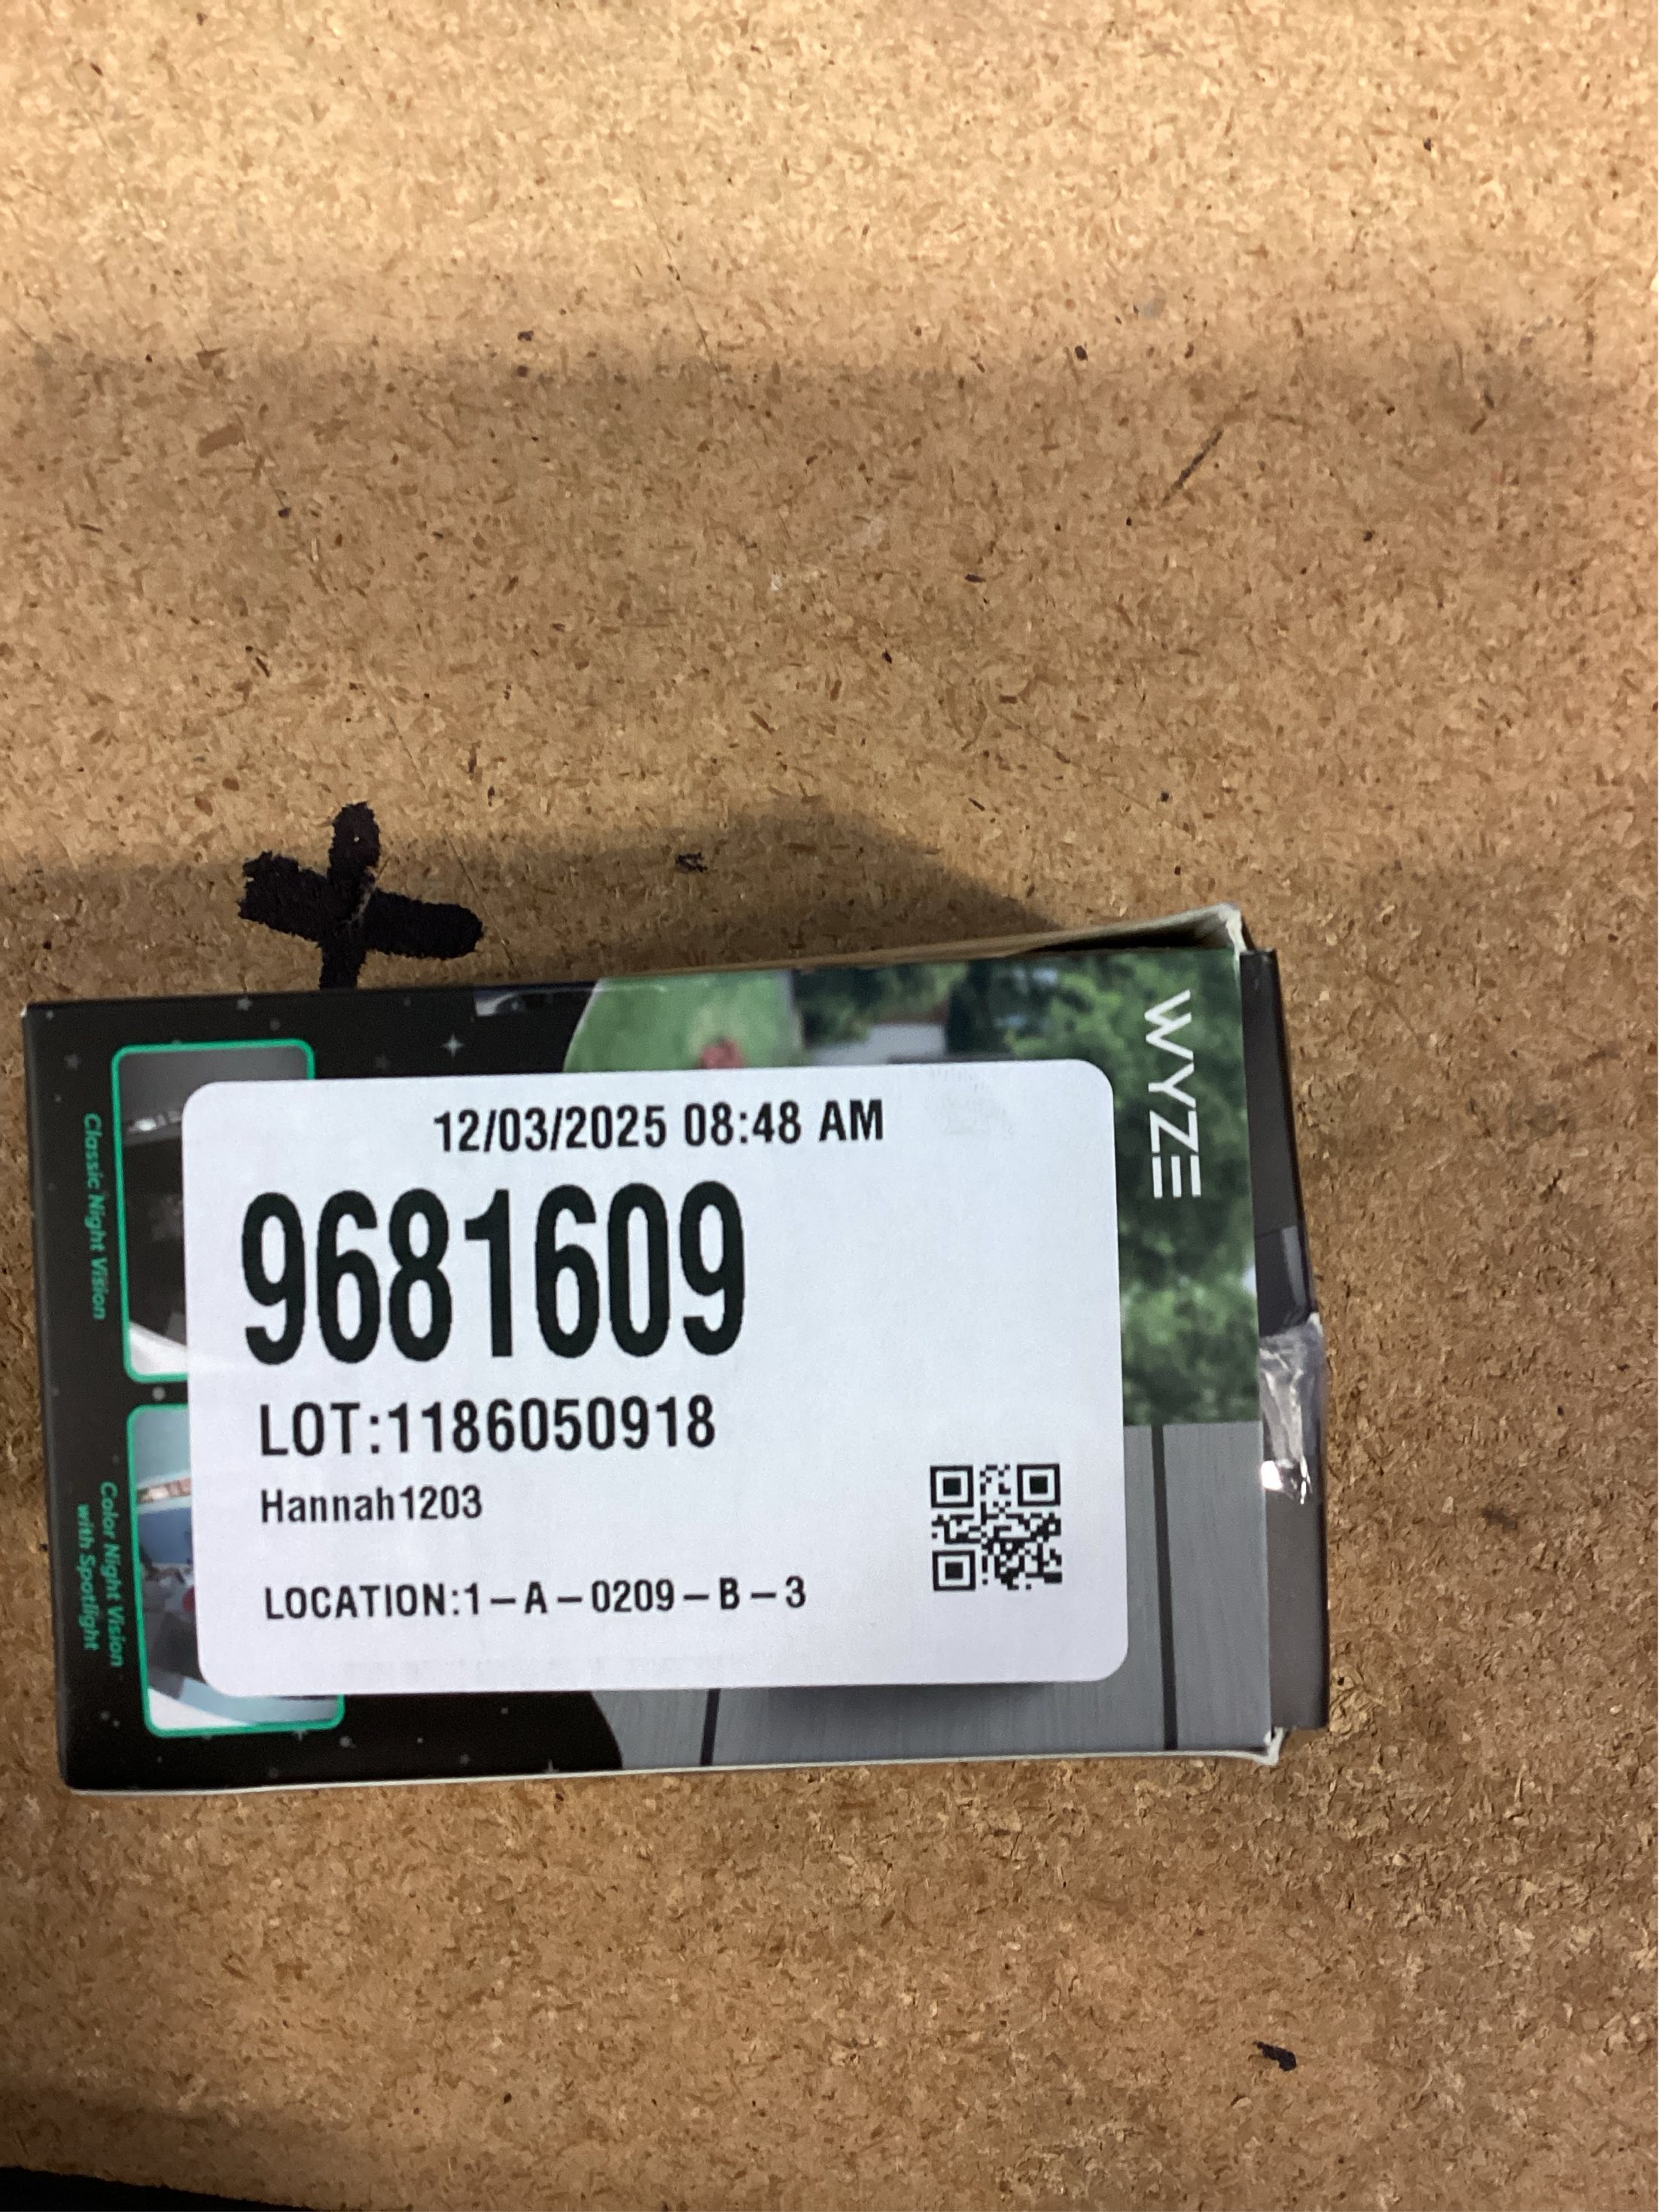 12/03/2025 08:48 AM
9681609
LOT:1186050918
Hannah1203
LOCATION:1-A-0209-B-3
WYZE
Classic Night Vision
Color Night Vision
with Spotlight